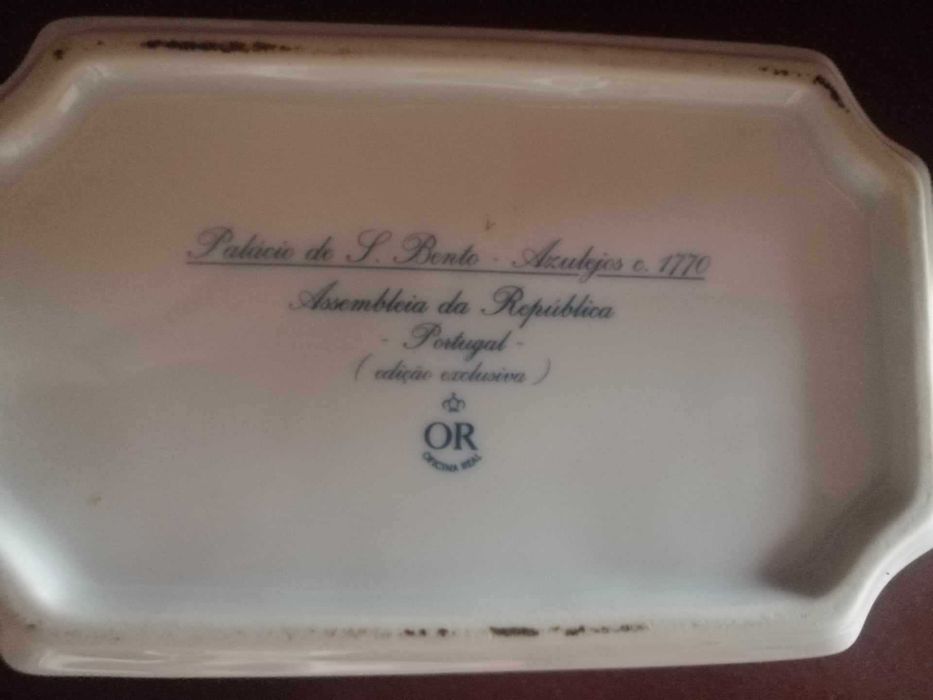 Palácio de S. Bento - Azulejos c. 1770
Assembleia da República
- Portugal -
( edição exclusiva )
OR
OFICINA REAL